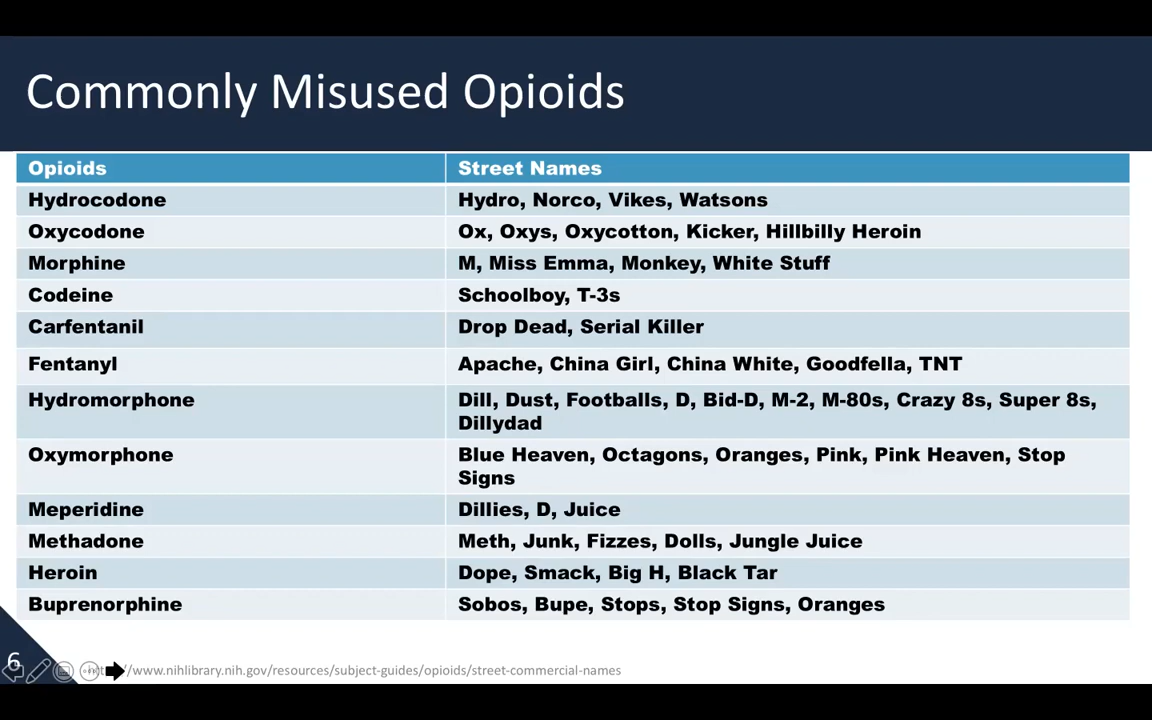 Commonly Misused Opioids
Opioids Street Names
Hydrocodone Hydro, Norco, Vikes, Watsons
Oxycodone Ox, Oxys, Oxycotton, Kicker, Hillbilly Heroin
Morphine M, Miss Emma, Monkey, White Stuff
Codeine Schoolboy, T-3s
Carfentanil Drop Dead, Serial Killer
Fentanyl Apache, China Girl, China White, Goodfella, TNT
Hydromorphone Dill, Dust, Footballs, D, Bid-D, M-2, M-80s, Crazy 8s, Super 8s,
Dillydad
Oxymorphone Blue Heaven, Octagons, Oranges, Pink, Pink Heaven, Stop
Signs
Meperidine Dillies, D, Juice
Methadone Meth, Junk, Fizzes, Dolls, Jungle Juice
Heroin Dope, Smack, Big H, Black Tar
Buprenorphine Sobos, Bupe, Stops, Stop Signs, Oranges
6
/www.nihlibrary.nih.gov/resources/subject-guides/opioids/street-commercial-names